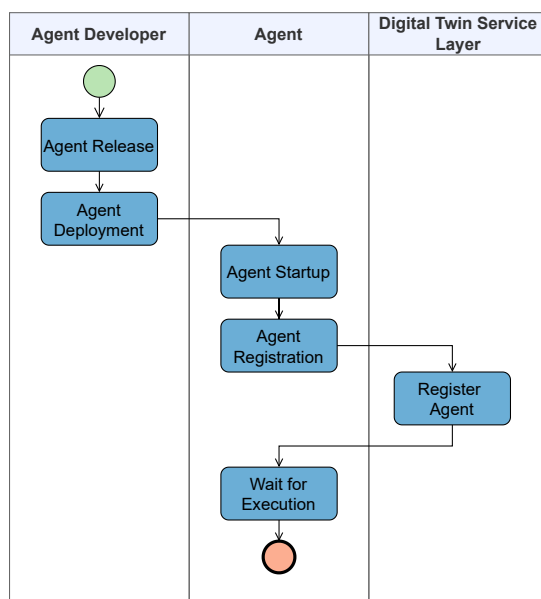 Agent Developer
Agent
Digital Twin Service
Layer
Agent Release
Agent
Deployment
Agent Startup
Agent
Registration
Register
Agent
Wait for
Execution